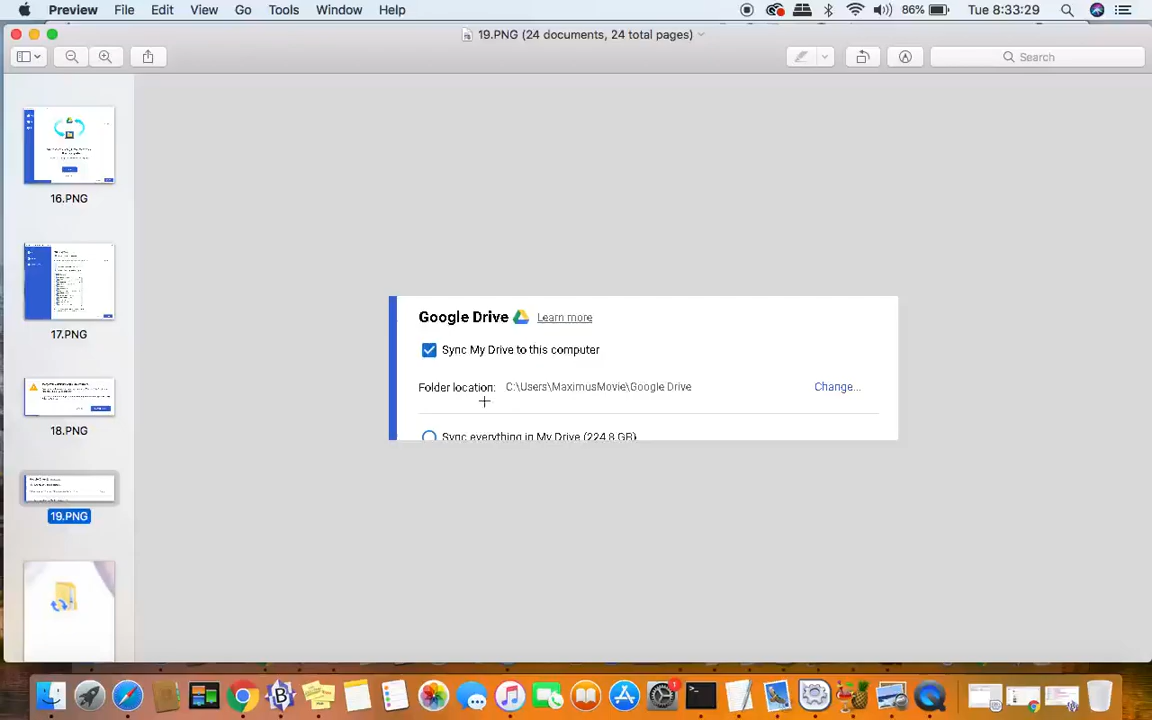 Preview File Edit View Go Tools Window Help 86% Tue 8:33:29
19.PNG (24 documents, 24 total pages)
Search
16.PNG
17.PNG
18.PNG
19.PNG
Google Drive Learn more
Sync My Drive to this computer
Folder location: C:\Users\MaximusMovie\Google Drive Change...
Sync everything in My Drive (224.8 GB)
1